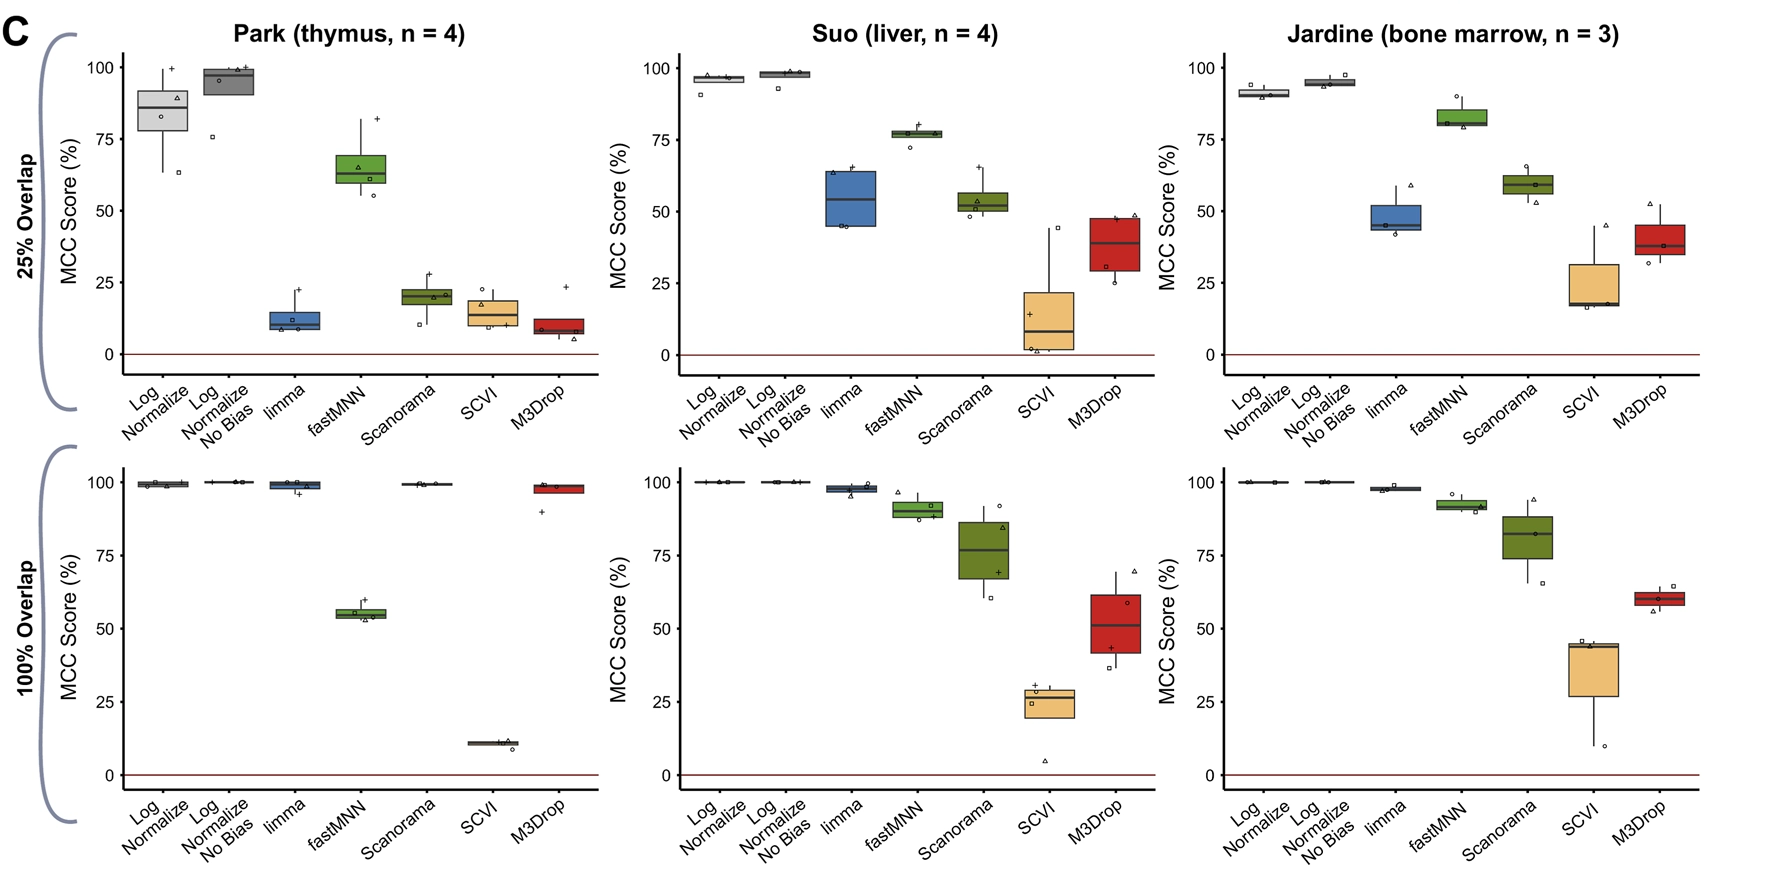 C
Park (thymus, n = 4)
Suo (liver, n = 4)
Jardine (bone marrow, n = 3)
25% Overlap
MCC Score (%)
100
75
50
25
0
Log
Normalize
Log
Normalize
No Bias
limma
fastMNN
Scanorama
SCVI
M3Drop
MCC Score (%)
100
75
50
25
0
Log
Normalize
Log
Normalize
No Bias
limma
fastMNN
Scanorama
SCVI
M3Drop
MCC Score (%)
100
75
50
25
0
Log
Normalize
Log
Normalize
No Bias
limma
fastMNN
Scanorama
SCVI
M3Drop
100% Overlap
MCC Score (%)
100
75
50
25
0
Log
Normalize
Log
Normalize
No Bias
limma
fastMNN
Scanorama
SCVI
M3Drop
MCC Score (%)
100
75
50
25
0
Log
Normalize
Log
Normalize
No Bias
limma
fastMNN
Scanorama
SCVI
M3Drop
MCC Score (%)
100
75
50
25
0
Log
Normalize
Log
Normalize
No Bias
limma
fastMNN
Scanorama
SCVI
M3Drop